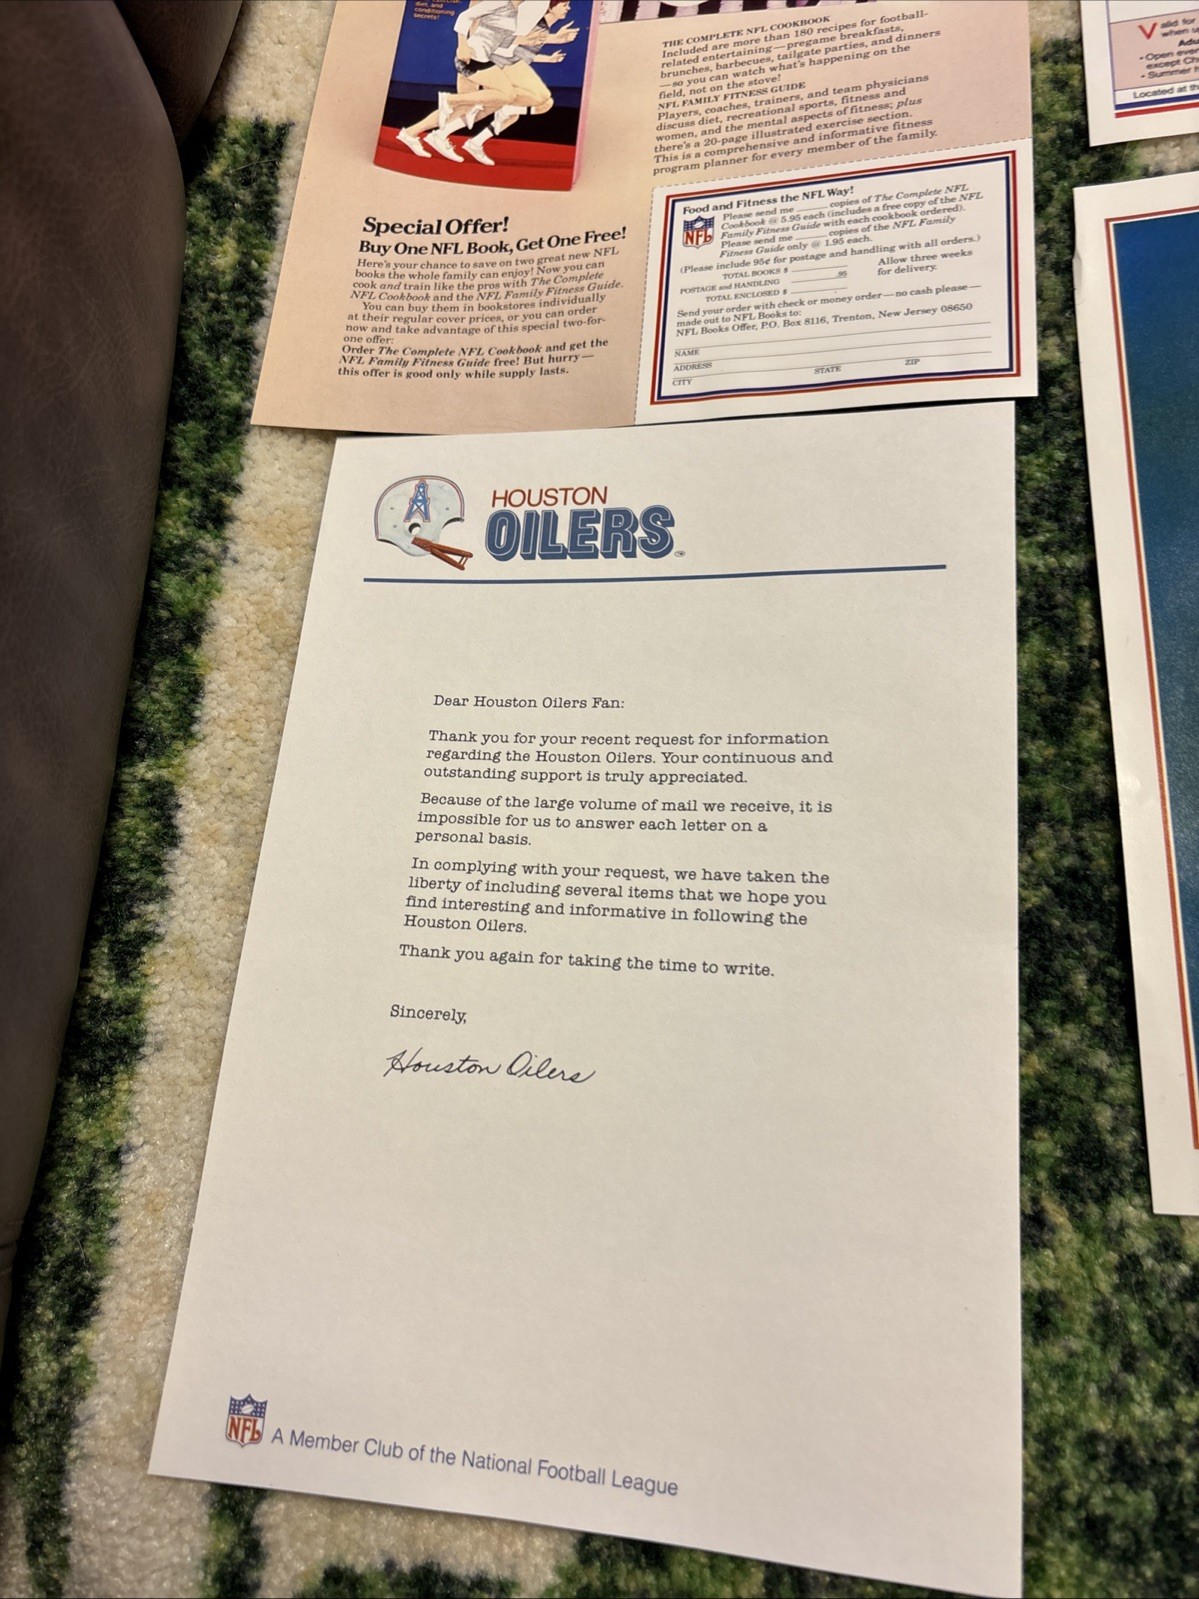 diet, and
conditioning
secrets!
THE COMPLETE NFL COOKBOOK
Included are more than 180 recipes for football-
related entertaining—pregame breakfasts,
brunches, barbecues, tailgate parties, and dinners
—so you can watch what's happening on the
field, not on the stove!
NFL FAMILY FITNESS GUIDE
Players, coaches, trainers, and team physicians
discuss diet, recreational sports, fitness and
women, and the mental aspects of fitness; plus
there's a 20-page illustrated exercise section.
This is a comprehensive and informative fitness
program planner for every member of the family.
Special Offer!
Buy One NFL Book, Get One Free!
Here's your chance to save on two great new NFL
books the whole family can enjoy! Now you can
cook and train like the pros with The Complete
NFL Cookbook and the NFL Family Fitness Guide.
You can buy them in bookstores individually
at their regular cover prices, or you can order
now and take advantage of this special two-for-
one offer:
Order The Complete NFL Cookbook and get the
NFL Family Fitness Guide free! But hurry—
this offer is good only while supply lasts.
Food and Fitness the NFL Way!
NFL
Please send me ______ copies of The Complete NFL
Cookbook @ 5.95 each (includes a free copy of the NFL
Family Fitness Guide with each cookbook ordered).
Please send me ______ copies of the NFL Family
Fitness Guide only @ 1.95 each.
(Please include 95¢ for postage and handling with all orders.)
TOTAL BOOKS $
POSTAGE and HANDLING .95
TOTAL ENCLOSED $
Allow three weeks
for delivery.
Send your order with check or money order—no cash please—
made out to NFL Books to:
NFL Books Offer, P.O. Box 8116, Trenton, New Jersey 08650
NAME
ADDRESS
CITY STATE ZIP
Valid for
when
Open
except
Summer
Located at
HOUSTON
OILERS™
Dear Houston Oilers Fan:
Thank you for your recent request for information
regarding the Houston Oilers. Your continuous and
outstanding support is truly appreciated.
Because of the large volume of mail we receive, it is
impossible for us to answer each letter on a
personal basis.
In complying with your request, we have taken the
liberty of including several items that we hope you
find interesting and informative in following the
Houston Oilers.
Thank you again for taking the time to write.
Sincerely,
Houston Oilers
NFL
A Member Club of the National Football League